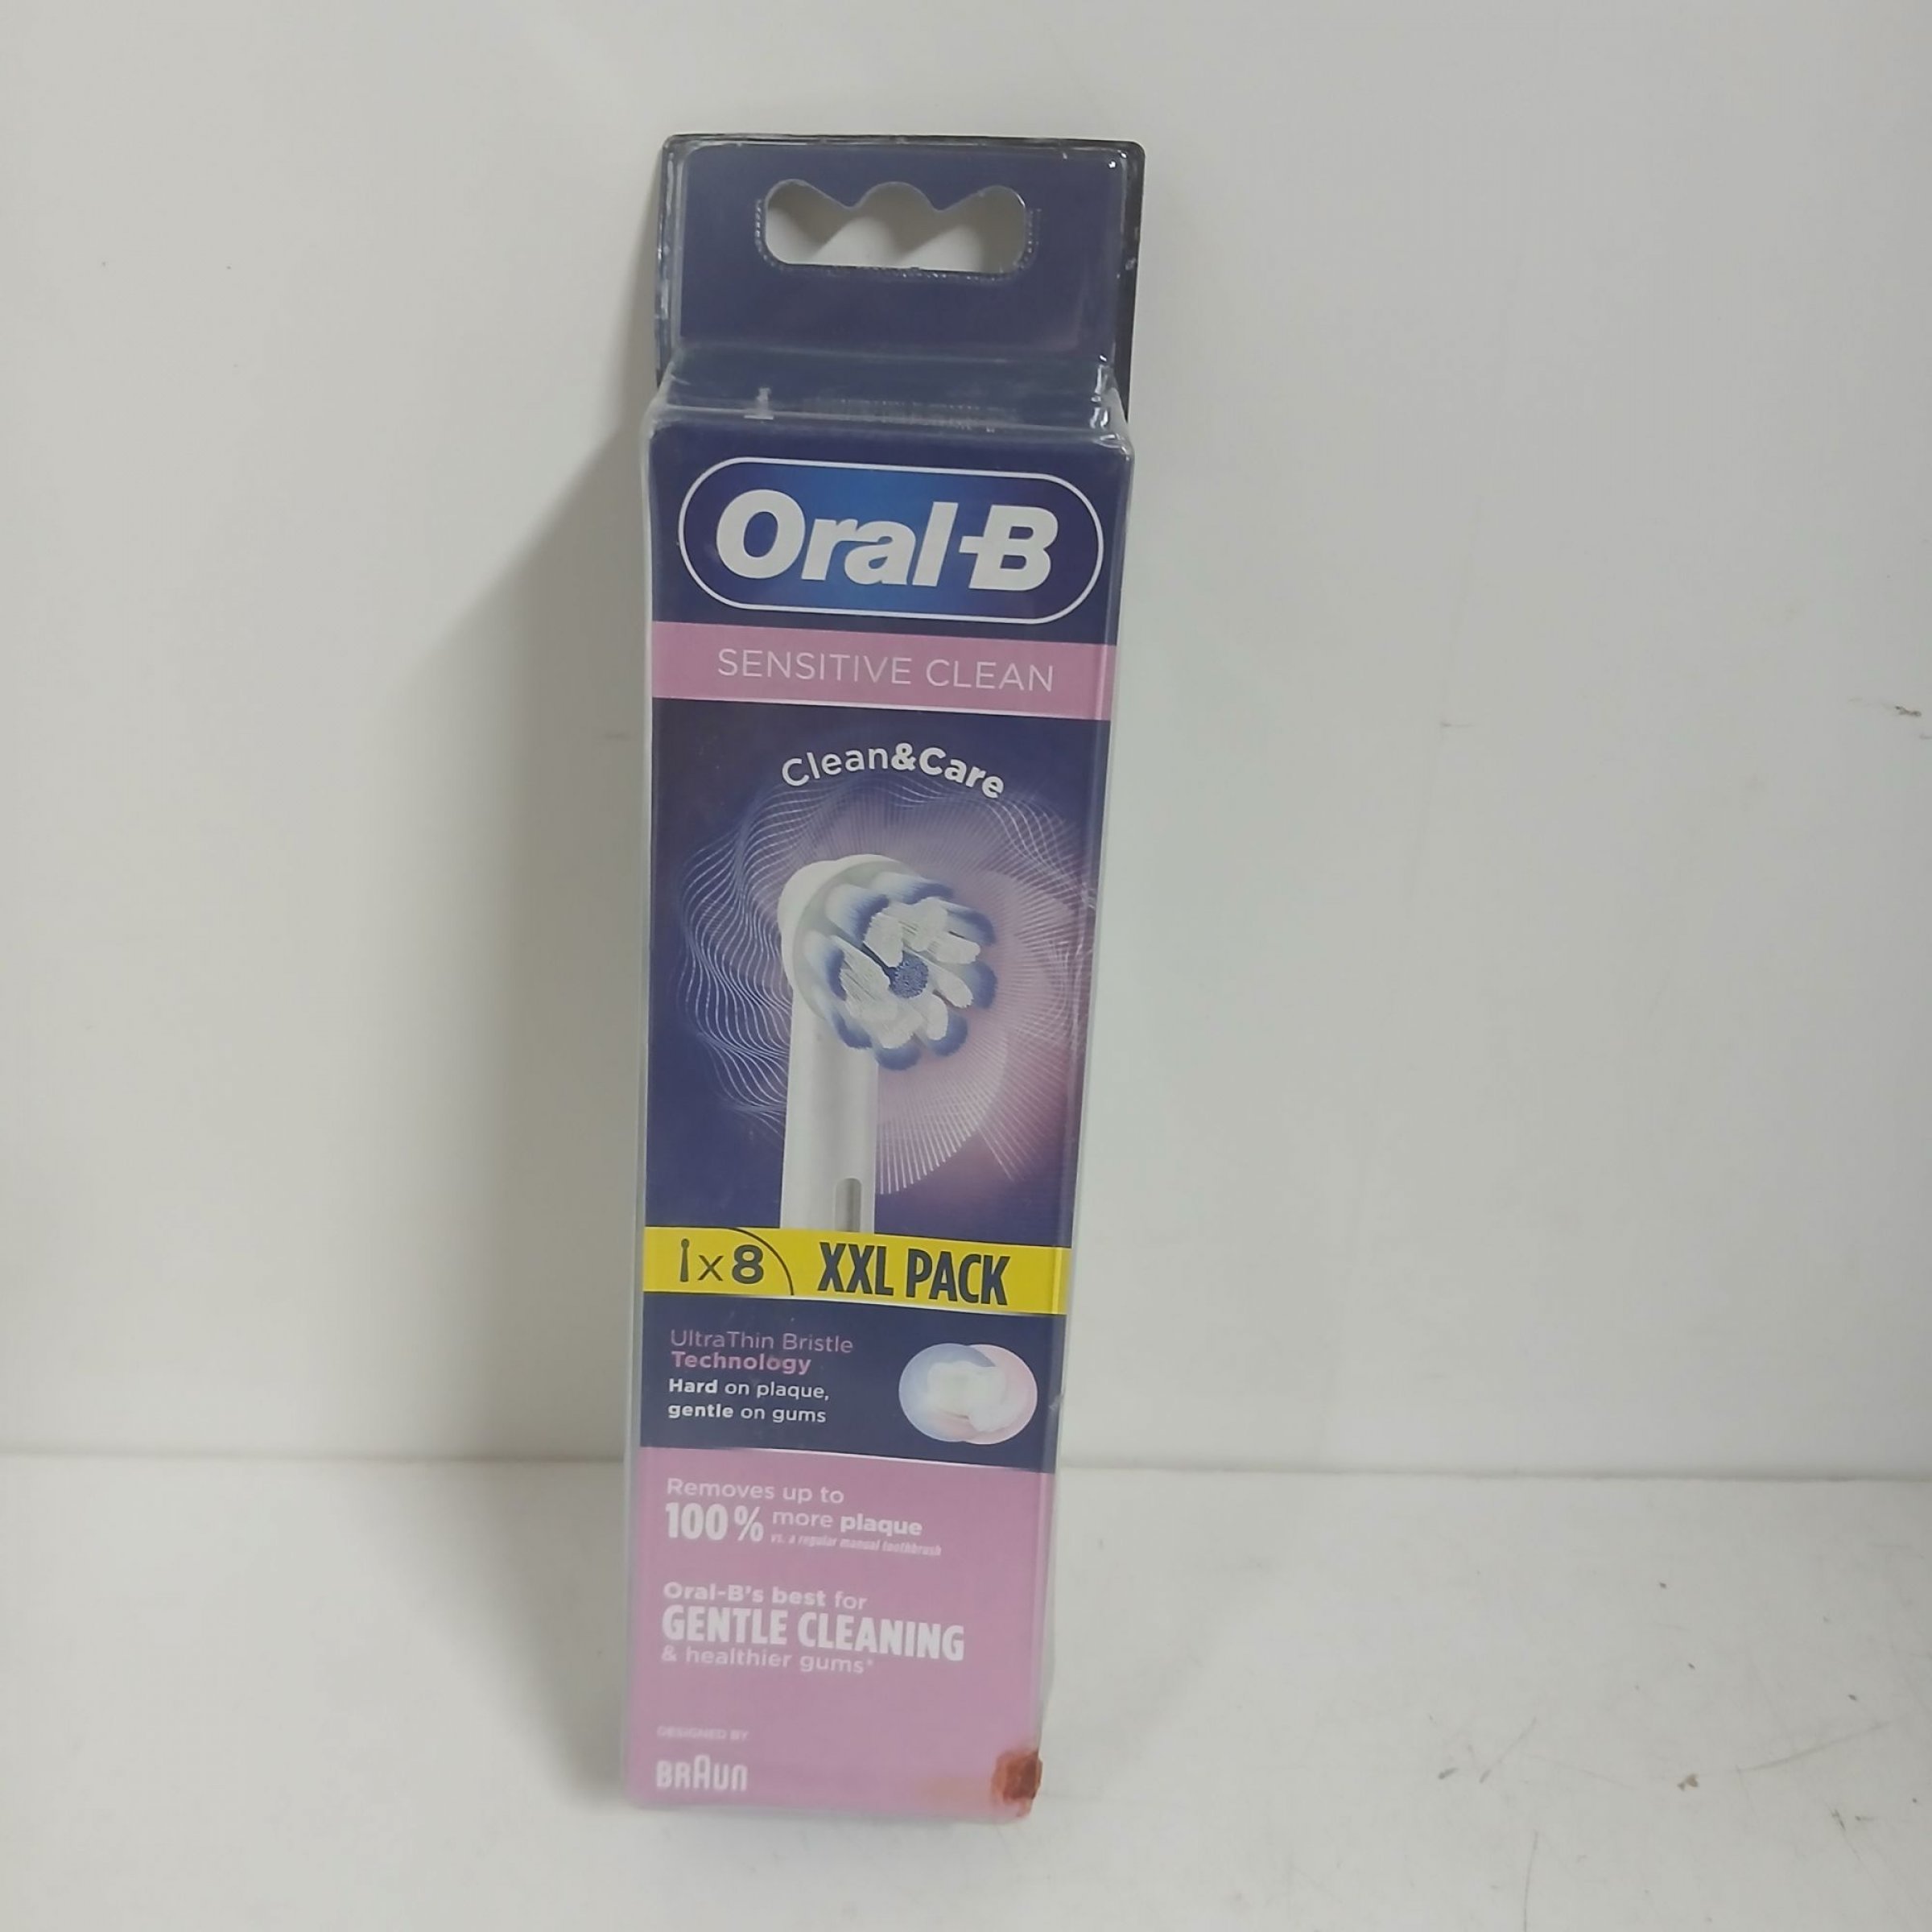 Oral-B
SENSITIVE CLEAN
Clean&Care
x8 XXL PACK
UltraThin Bristle
Technology
Hard on plaque,
gentle on gums
Removes up to
100% more plaque
vs. a regular manual toothbrush
Oral-B's best for
GENTLE CLEANING
& healthier gums*
DESIGNED BY
BRAUN